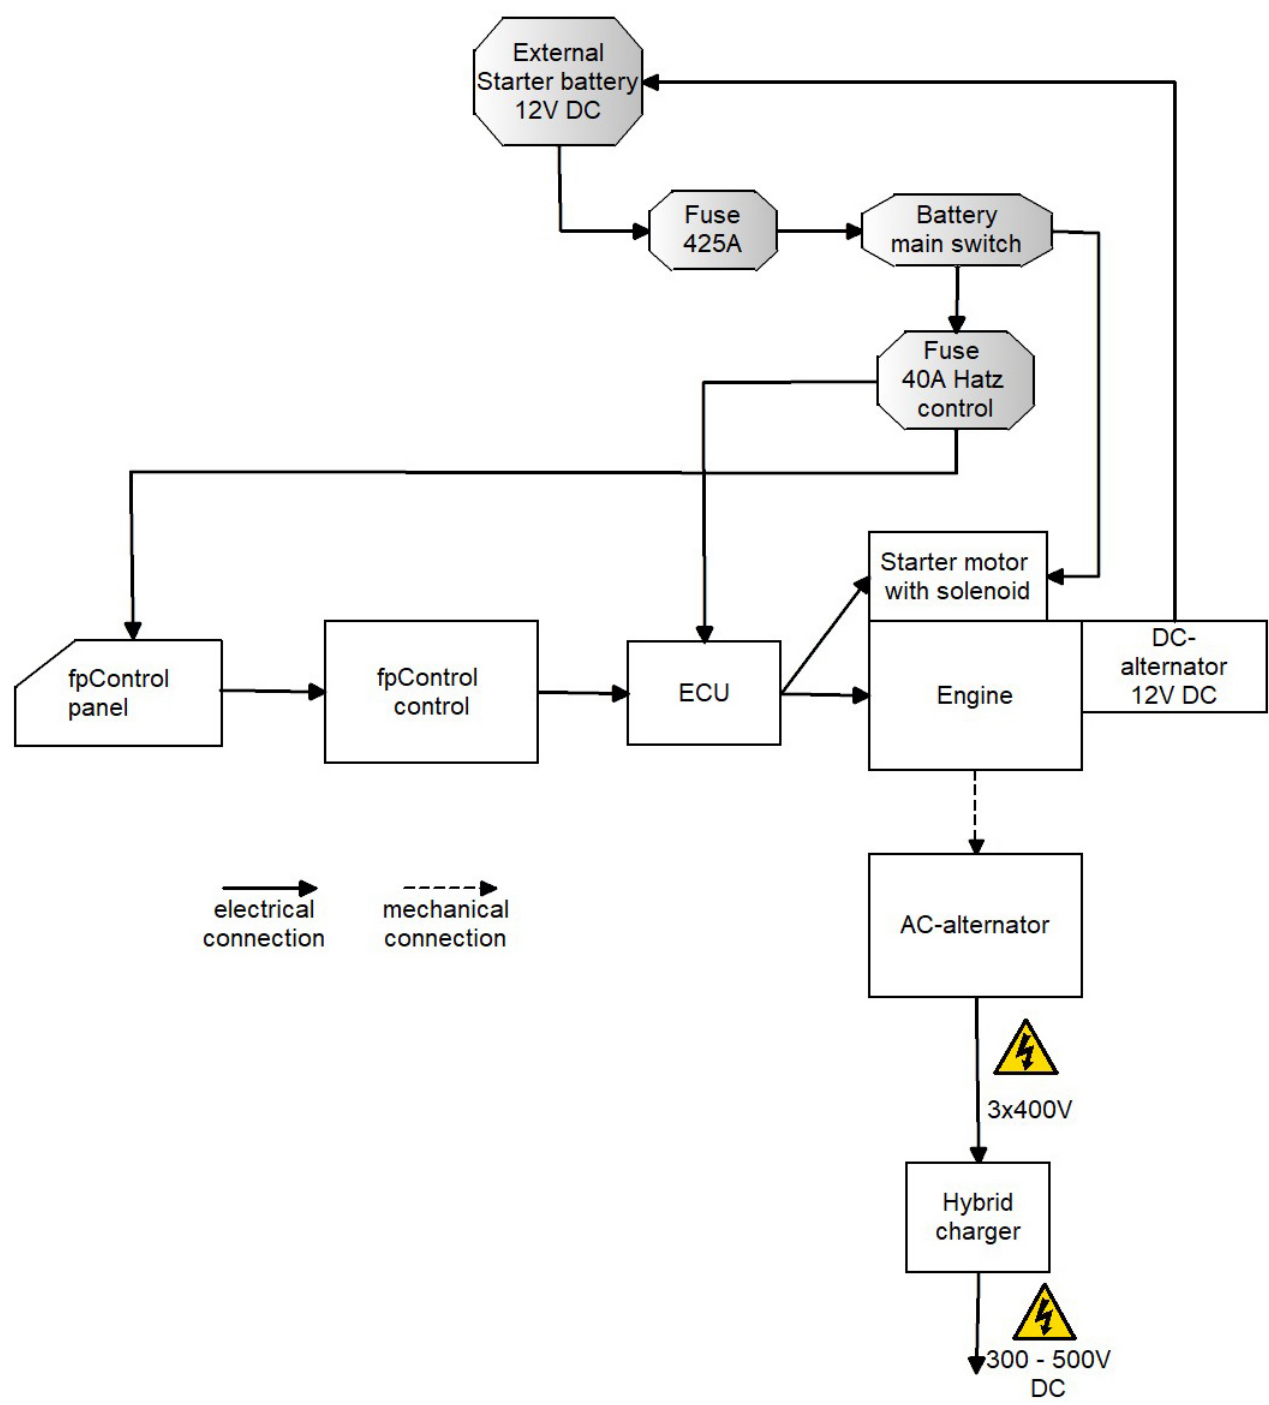 External
Starter battery
12V DC
Fuse
425A
Battery
main switch
Fuse
40A Hatz
control
Starter motor
with solenoid
fpControl
panel
fpControl
control
ECU
Engine
DC-
alternator
12V DC
electrical
connection
mechanical
connection
AC-alternator
3x400V
Hybrid
charger
300 - 500V
DC